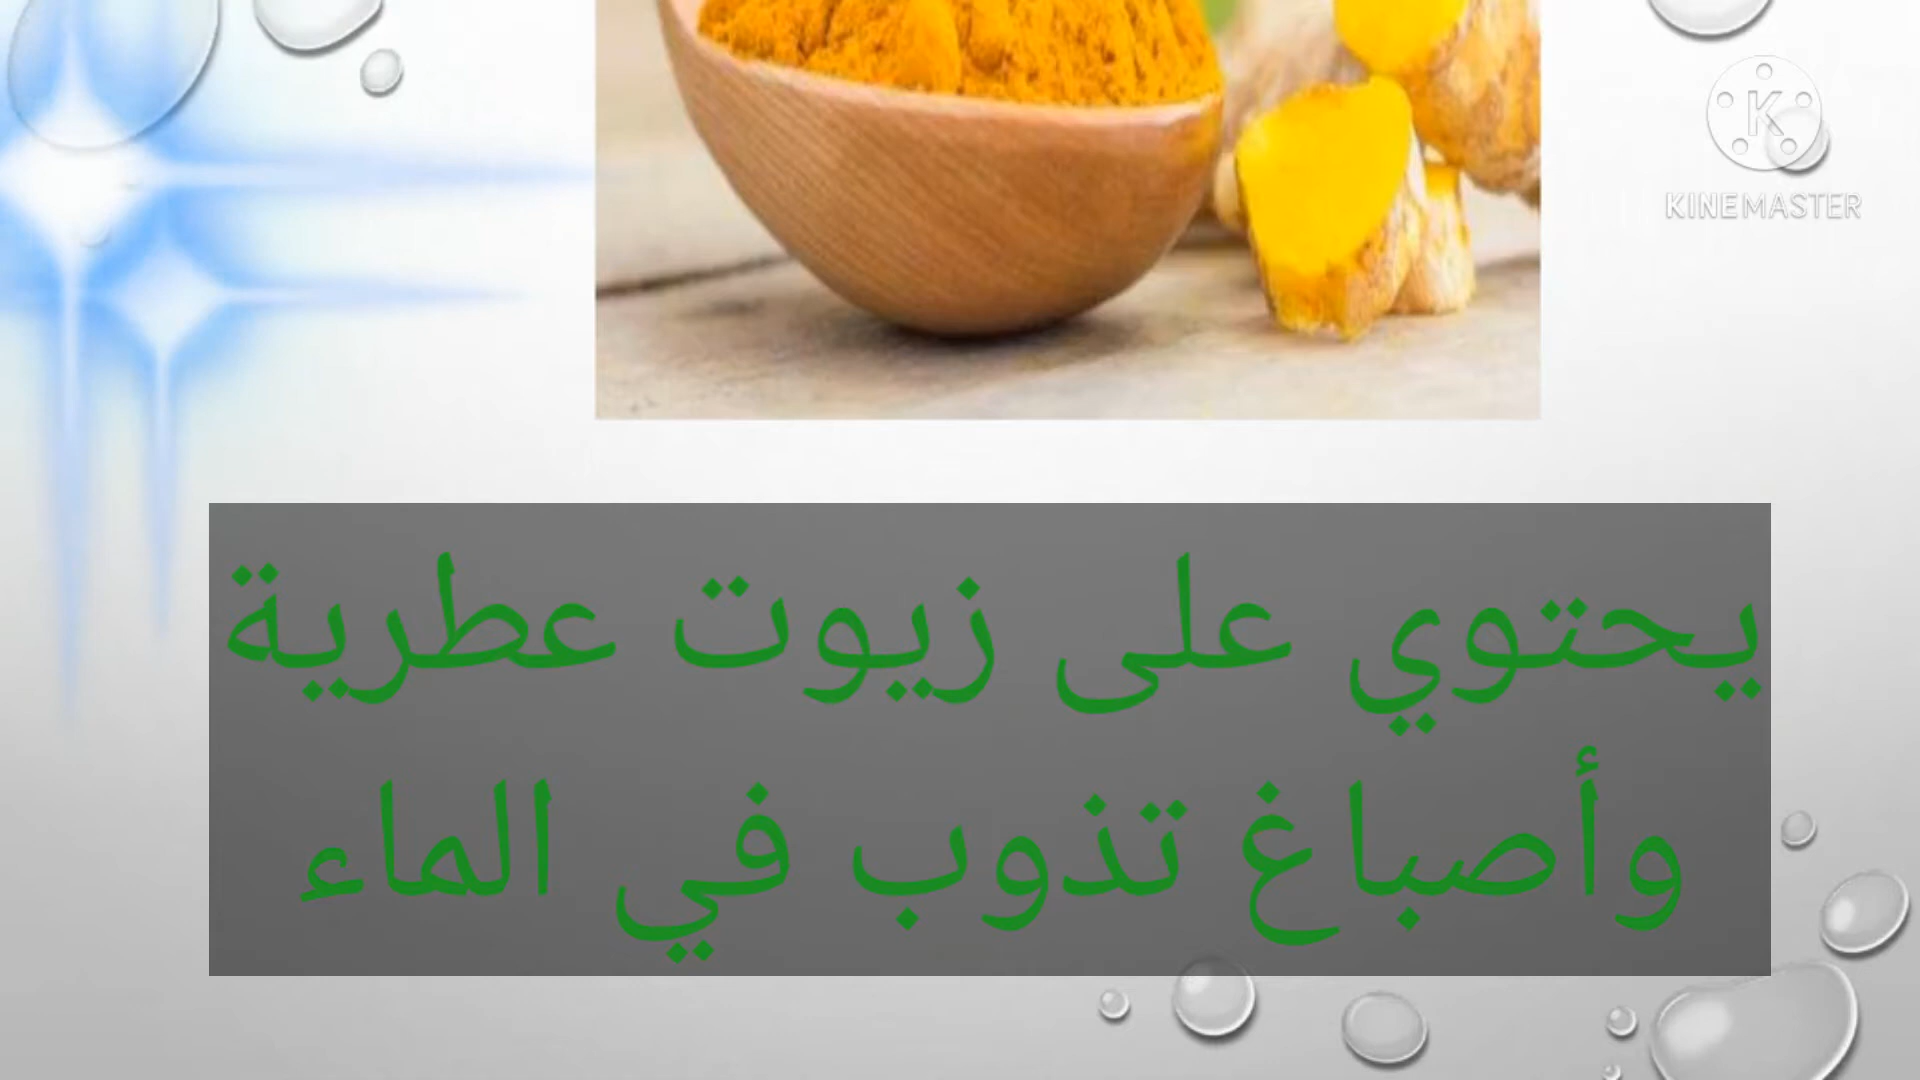 KINEMASTER
يحتوي على زيوت عطرية
وأصباغ تذوب في الماء